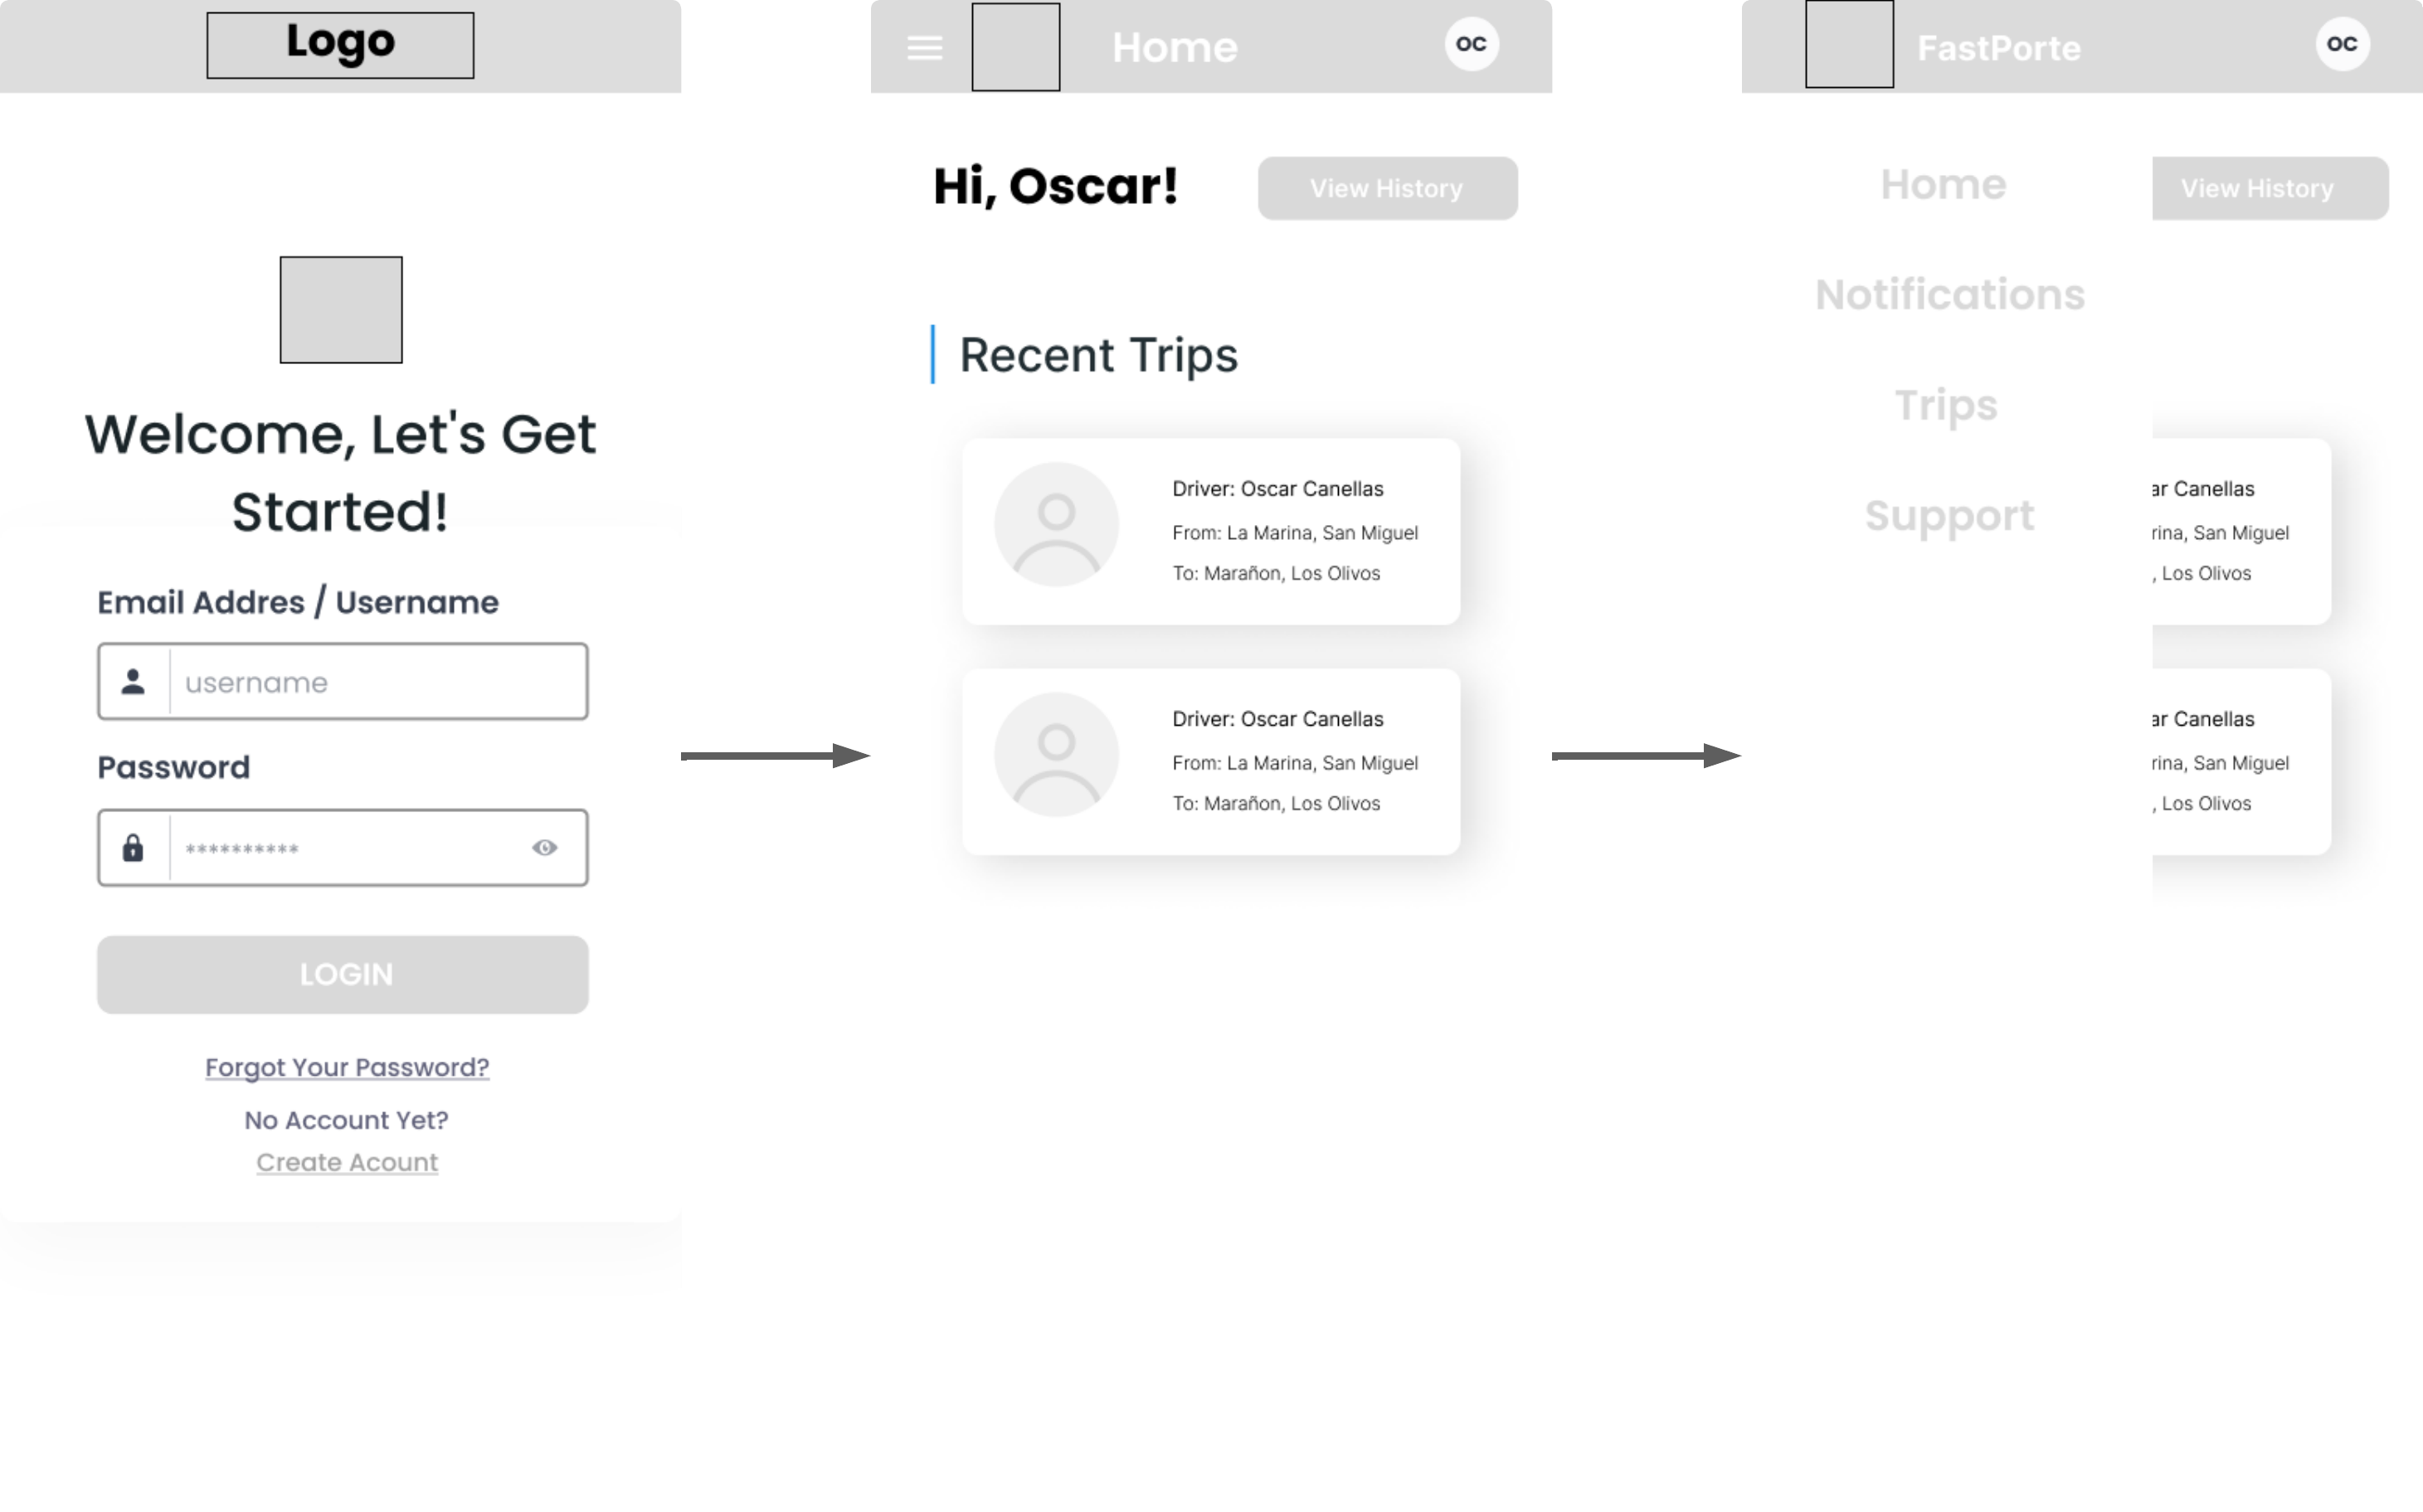 Logo
Welcome, Let's Get
Started!
Email Addres / Username
username
Password
**********
LOGIN
Forgot Your Password?
No Account Yet?
Create Acount
Home
OC
Hi, Oscar!
View History
Recent Trips
Driver: Oscar Canellas
From: La Marina, San Miguel
To: Marañon, Los Olivos
Driver: Oscar Canellas
From: La Marina, San Miguel
To: Marañon, Los Olivos
FastPorte
OC
Home
Notifications
Trips
Support
View History
ar Canellas
rina, San Miguel
, Los Olivos
ar Canellas
rina, San Miguel
, Los Olivos